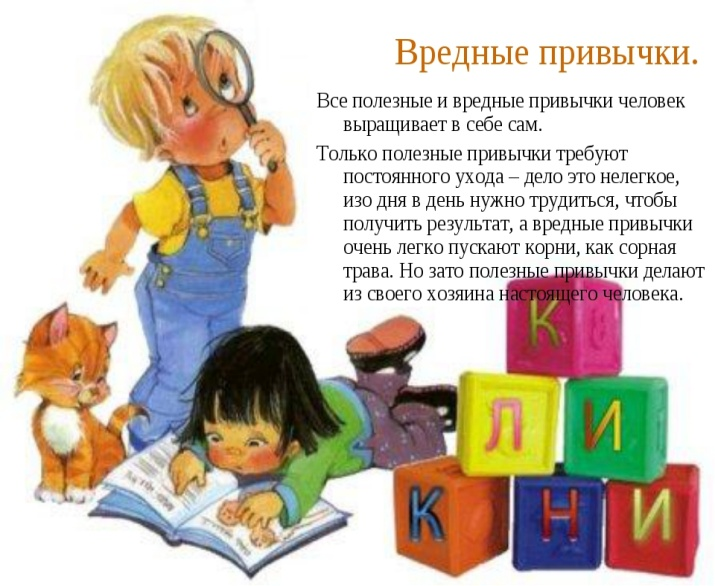 Вредные привычки.
Все полезные и вредные привычки человек
выращивает в себе сам.
Только полезные привычки требуют
постоянного ухода – дело это нелегкое,
изо дня в день нужно трудиться, чтобы
получить результат, а вредные привычки
очень легко пускают корни, как сорная
трава. Но зато полезные привычки делают
из своего хозяина настоящего человека.
К
Л И
К Н И